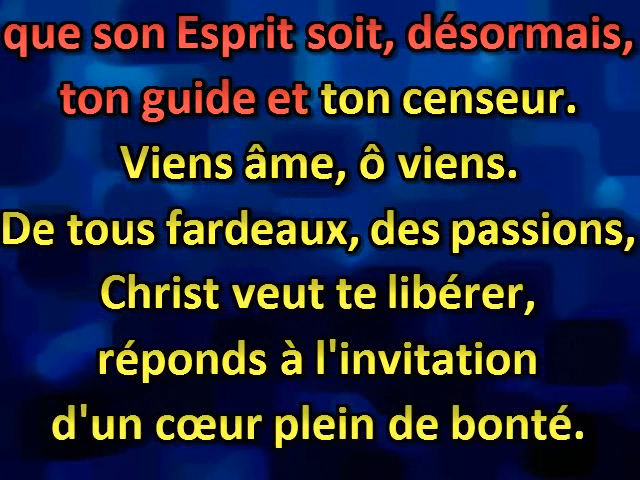 que son Esprit soit, désormais,
ton guide et ton censeur.
Viens âme, ô viens.
De tous fardeaux, des passions,
Christ veut te libérer,
réponds à l'invitation
d'un cœur plein de bonté.